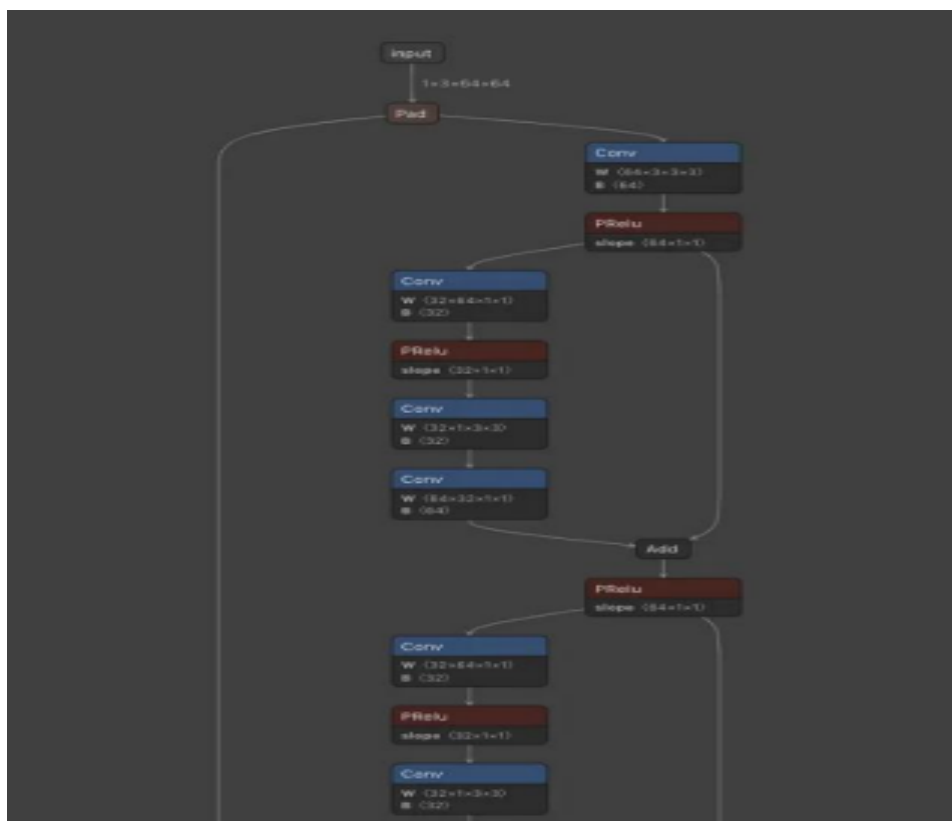 input
1×3×64×64
Pad
Conv
W ⟨64×3×3×3⟩
B ⟨64⟩
PRelu
slope ⟨64×1×1⟩
Conv
W ⟨32×64×1×1⟩
B ⟨32⟩
PRelu
slope ⟨32×1×1⟩
Conv
W ⟨32×1×3×3⟩
B ⟨32⟩
Conv
W ⟨64×32×1×1⟩
B ⟨64⟩
Add
PRelu
slope ⟨64×1×1⟩
Conv
W ⟨32×64×1×1⟩
B ⟨32⟩
PRelu
slope ⟨32×1×1⟩
Conv
W ⟨32×1×3×3⟩
B ⟨32⟩